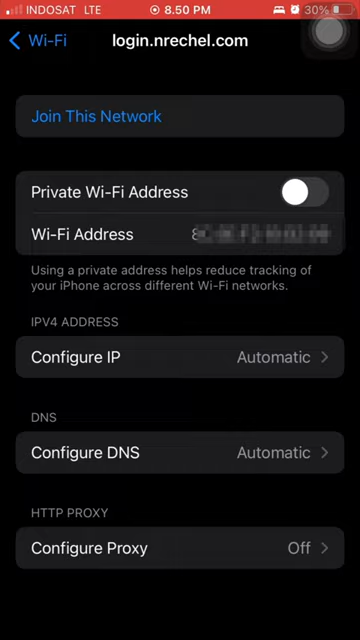 INDOSAT LTE 8.50 PM 30%
Wi-Fi login.nrechel.com
Join This Network
Private Wi-Fi Address
Wi-Fi Address
Using a private address helps reduce tracking of
your iPhone across different Wi-Fi networks.
IPV4 ADDRESS
Configure IP Automatic
DNS
Configure DNS Automatic
HTTP PROXY
Configure Proxy Off